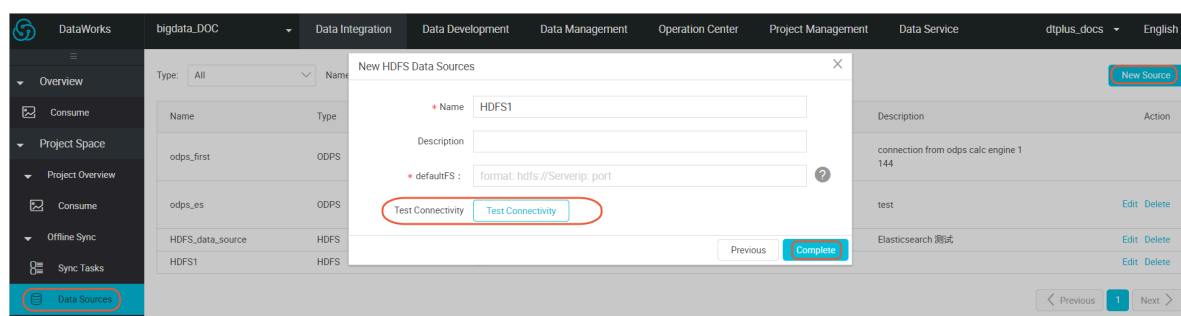 DataWorks bigdata_DOC Data Integration Data Development Data Management Operation Center Project Management Data Service dtplus_docs English
Overview
Consume
Project Space
Project Overview
Consume
Offline Sync
Sync Tasks
Data Sources
Type: All Name
New Source
Name Type Description Action
odps_first ODPS connection from odps calc engine 1
144
odps_es ODPS test Edit Delete
HDFS_data_source HDFS Elasticsearch 测试 Edit Delete
HDFS1 HDFS Edit Delete
Previous 1 Next
New HDFS Data Sources
* Name HDFS1
Description
* defaultFS : format: hdfs://Serverip: port ?
Test Connectivity Test Connectivity
Previous Complete